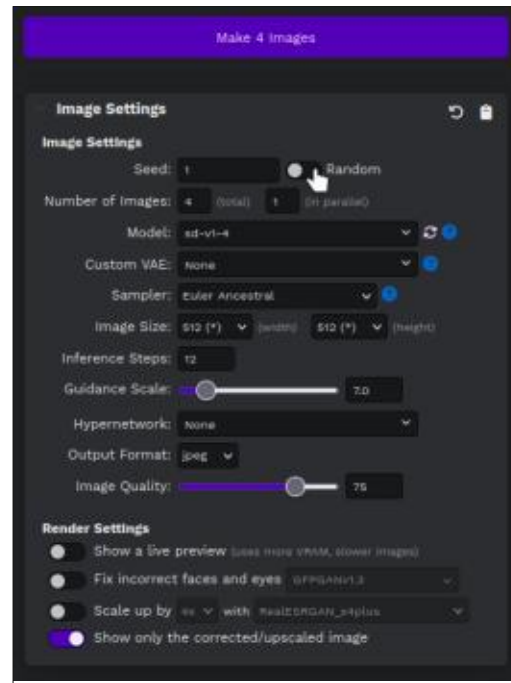 Make 4 Images
Image Settings
Image Settings
Seed: 1 Random
Number of Images: 4 (total) 1 (in parallel)
Model: sd-v1-4
Custom VAE: None
Sampler: Euler Ancestral
Image Size: 512 (*) (width) 512 (*) (height)
Inference Steps: 12
Guidance Scale: 7.0
Hypernetwork: None
Output Format: jpeg
Image Quality: 75
Render Settings
Show a live preview (uses more VRAM, slower images)
Fix incorrect faces and eyes GFPGANv1.3
Scale up by 4x with RealESRGAN_x4plus
Show only the corrected/upscaled image